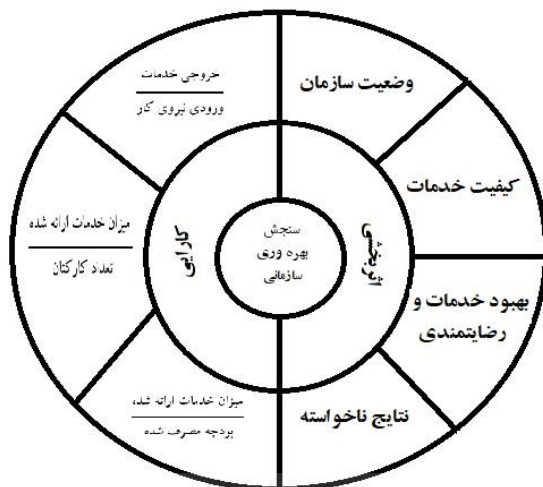 وضعیت سازمان
کیفیت خدمات
بهبود خدمات و
رضایتمندی
نتایج ناخواسته
اثربخشی
سنجش
بهره وری
سازمانی
کارایی
خروجی خدمات
ورودی نیروی کار
میزان خدمات ارائه شده
تعداد کارکنان
میزان خدمات ارائه شده
بودجه مصرف شده